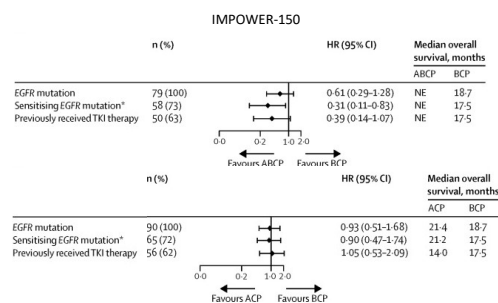 IMPOWER-150
n (%) HR (95% CI) Median overall survival, months
ABCP BCP
EGFR mutation 79 (100) 0·61 (0·29–1·28) NE 18·7
Sensitising EGFR mutation* 58 (73) 0·31 (0·11–0·83) NE 17·5
Previously received TKI therapy 50 (63) 0·39 (0·14–1·07) NE 17·5
0·2 1·0 2·0
Favours ABCP Favours BCP
n (%) HR (95% CI) Median overall survival, months
ACP BCP
EGFR mutation 90 (100) 0·93 (0·51–1·68) 21·4 18·7
Sensitising EGFR mutation* 65 (72) 0·90 (0·47–1·74) 21·2 17·5
Previously received TKI therapy 56 (62) 1·05 (0·53–2·09) 14·0 17·5
0 0·2 1·0 2·0
Favours ACP Favours BCP